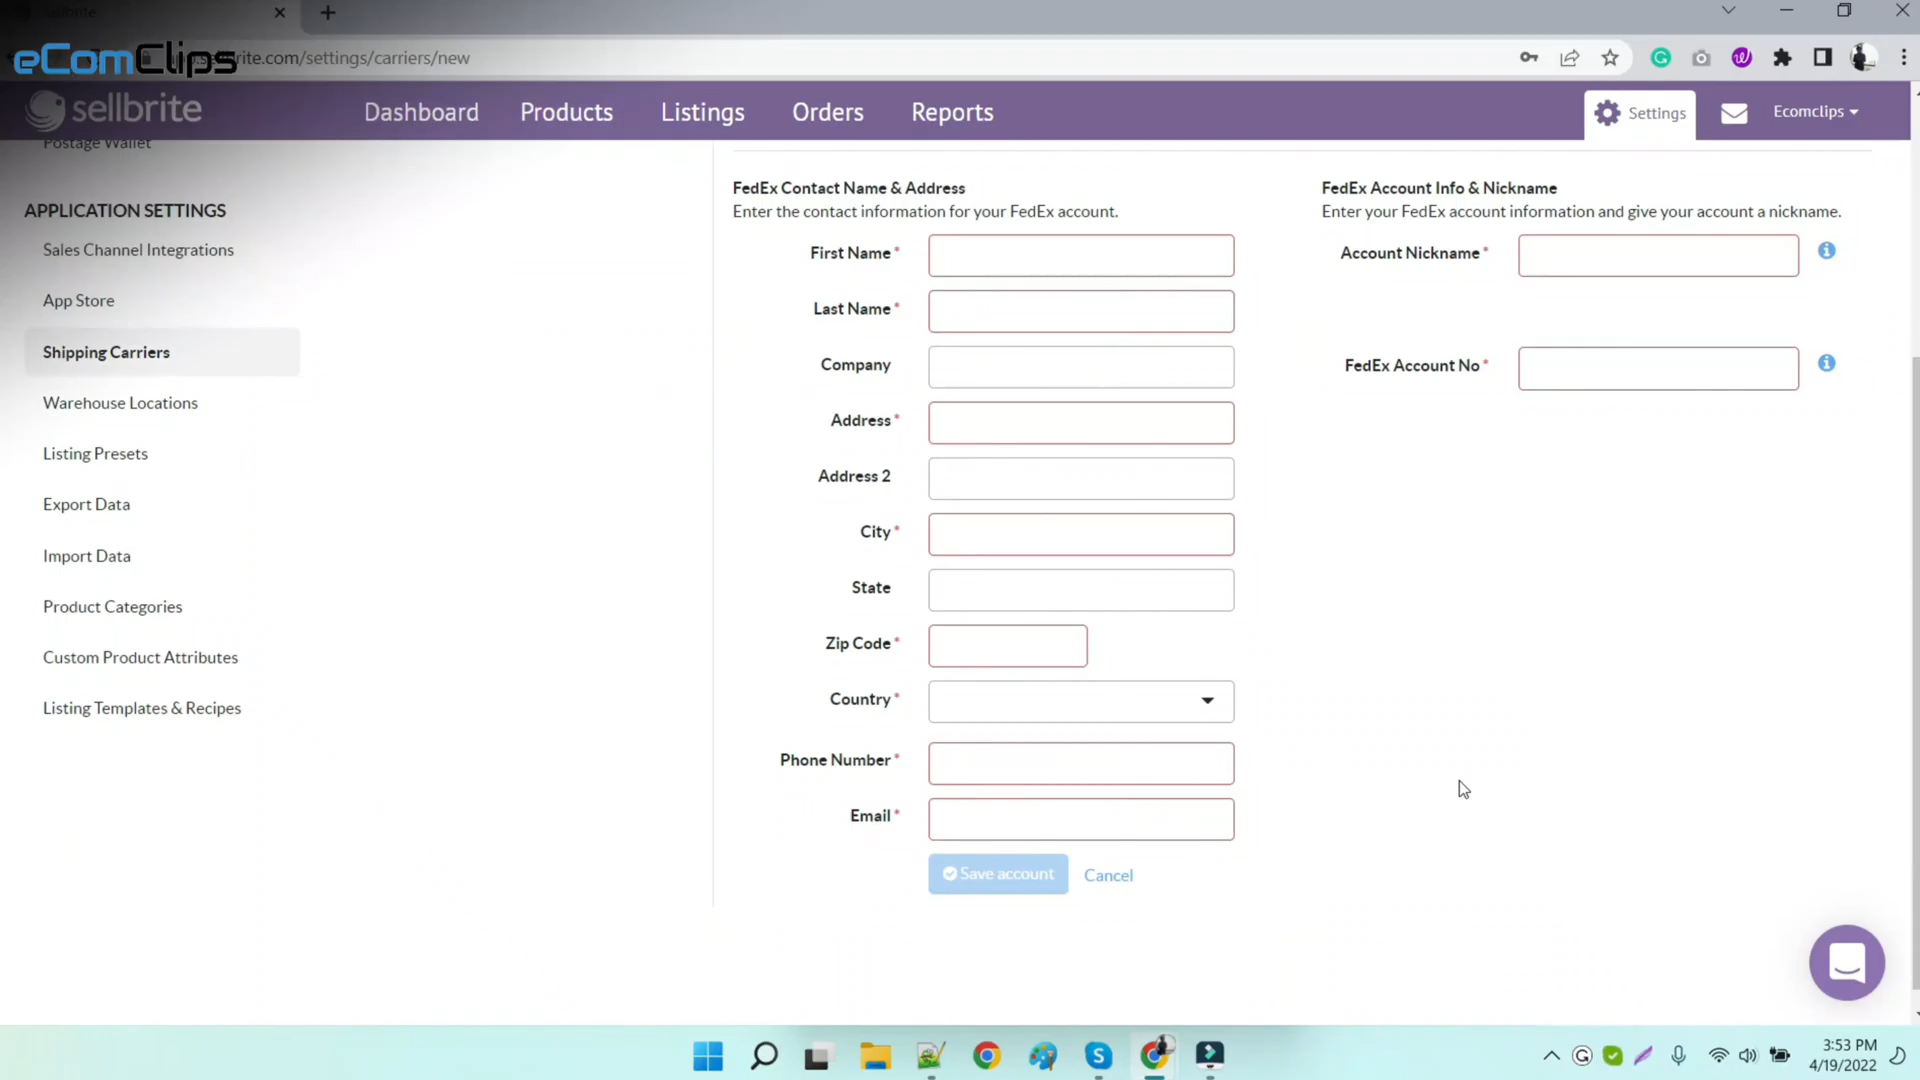 eComClips
rite.com/settings/carriers/new
sellbrite
Dashboard
Products
Listings
Orders
Reports
Settings
Ecomclips
Postage Wallet
APPLICATION SETTINGS
Sales Channel Integrations
App Store
Shipping Carriers
Warehouse Locations
Listing Presets
Export Data
Import Data
Product Categories
Custom Product Attributes
Listing Templates & Recipes
FedEx Contact Name & Address
Enter the contact information for your FedEx account.
First Name *
Last Name *
Company
Address *
Address 2
City *
State
Zip Code *
Country *
Phone Number *
Email *
Save account
Cancel
FedEx Account Info & Nickname
Enter your FedEx account information and give your account a nickname.
Account Nickname *
FedEx Account No *
3:53 PM
4/19/2022